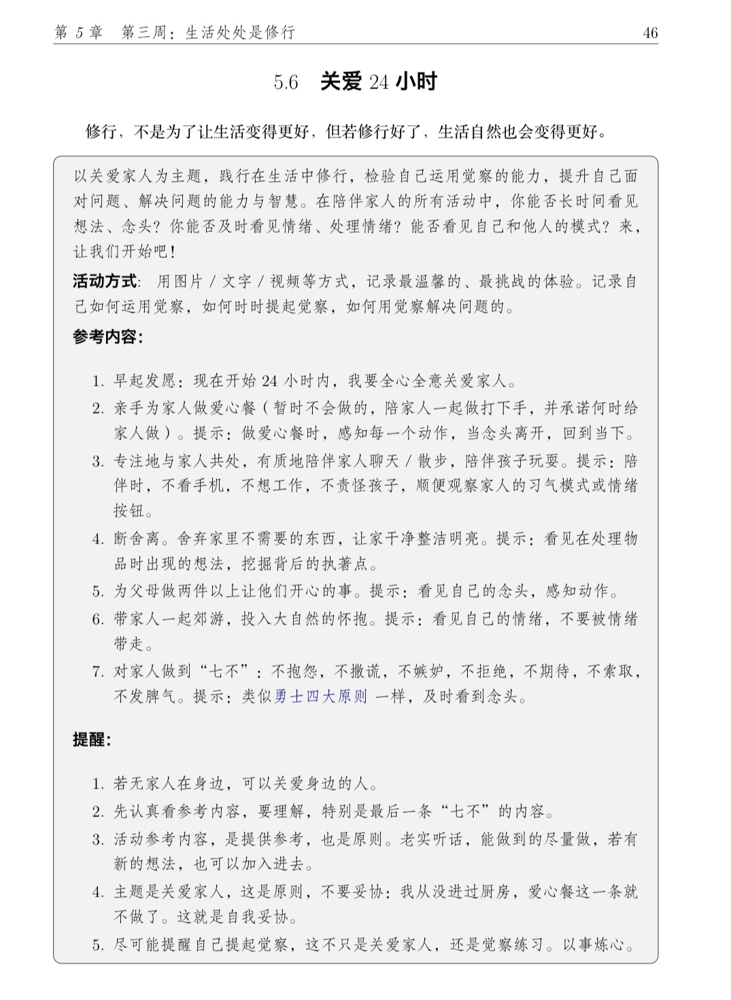 第 5 章　第三周：生活处处是修行 46
5.6 关爱 24 小时
修行，不是为了让生活变得更好，但若修行好了，生活自然也会变得更好。
以关爱家人为主题，践行在生活中修行，检验自己运用觉察的能力，提升自己面
对问题、解决问题的能力与智慧。在陪伴家人的所有活动中，你能否长时间看见
想法、念头？你能否及时看见情绪、处理情绪？能否看见自己和他人的模式？来，
让我们开始吧！
活动方式： 用图片 / 文字 / 视频等方式，记录最温馨的、最挑战的体验。记录自
己如何运用觉察，如何时时提起觉察，如何用觉察解决问题的。
参考内容：
1. 早起发愿：现在开始 24 小时内，我要全心全意关爱家人。
2. 亲手为家人做爱心餐（暂时不会做的，陪家人一起做打下手，并承诺何时给
家人做）。提示：做爱心餐时，感知每一个动作，当念头离开，回到当下。
3. 专注地与家人共处，有质地陪伴家人聊天 / 散步，陪伴孩子玩耍。提示：陪
伴时，不看手机，不想工作，不责怪孩子，顺便观察家人的习气模式或情绪
按钮。
4. 断舍离。舍弃家里不需要的东西，让家干净整洁明亮。提示：看见在处理物
品时出现的想法，挖掘背后的执著点。
5. 为父母做两件以上让他们开心的事。提示：看见自己的念头，感知动作。
6. 带家人一起郊游，投入大自然的怀抱。提示：看见自己的情绪，不要被情绪
带走。
7. 对家人做到“七不”：不抱怨，不撒谎，不嫉妒，不拒绝，不期待，不索取，
不发脾气。提示：类似勇士四大原则 一样，及时看到念头。
提醒：
1. 若无家人在身边，可以关爱身边的人。
2. 先认真看参考内容，要理解，特别是最后一条“七不”的内容。
3. 活动参考内容，是提供参考，也是原则。老实听话，能做到的尽量做，若有
新的想法，也可以加入进去。
4. 主题是关爱家人，这是原则，不要妥协：我从没进过厨房，爱心餐这一条就
不做了。这就是自我妥协。
5. 尽可能提醒自己提起觉察，这不只是关爱家人，还是觉察练习。以事炼心。